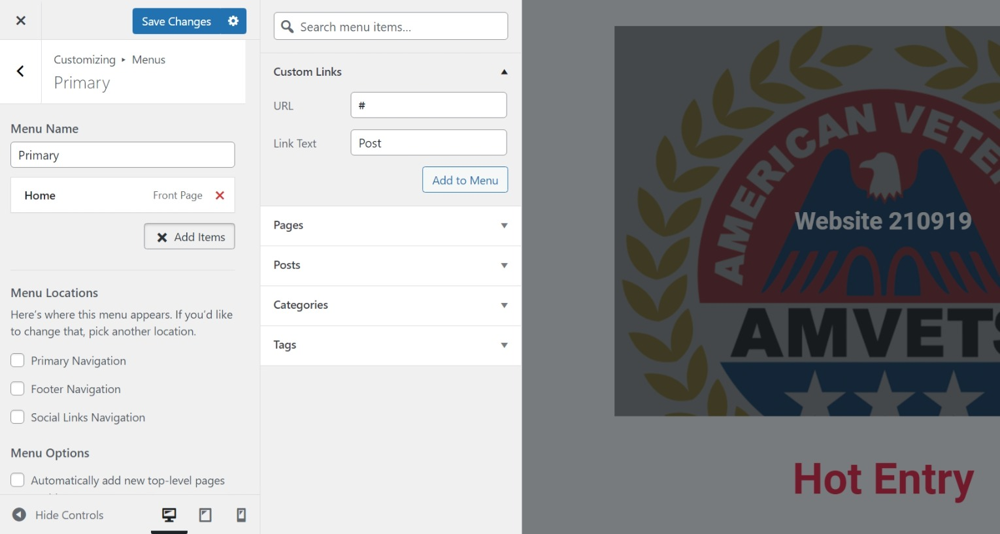 Save Changes
Customizing ▸ Menus
Primary
Menu Name
Primary
Home Front Page
Add Items
Menu Locations
Here’s where this menu appears. If you’d like
to change that, pick another location.
Primary Navigation
Footer Navigation
Social Links Navigation
Menu Options
Automatically add new top-level pages
Hide Controls
Search menu items…
Custom Links
URL #
Link Text Post
Add to Menu
Pages
Posts
Categories
Tags
AMERICAN VETE
Website 210919
AMVETS
Hot Entry